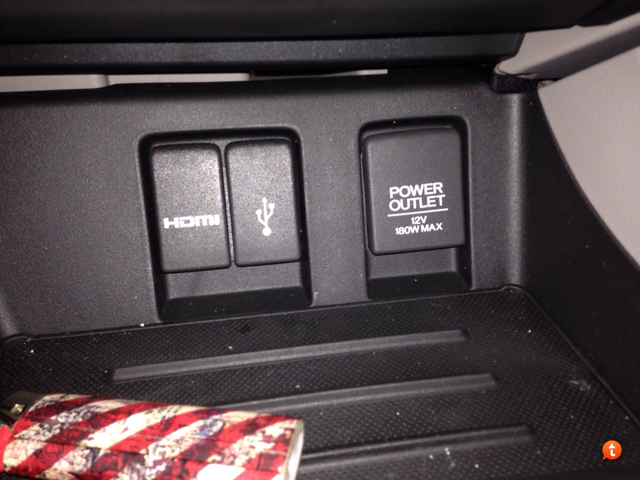 HDMI
POWER
OUTLET
12V
180W MAX
t